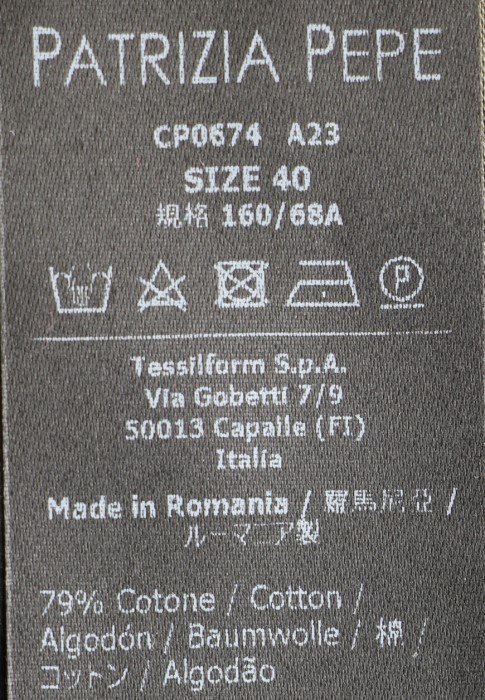 PATRIZIA PEPE
CP0674 A23
SIZE 40
規格 160/68A
P
Tessilform S.p.A.
Via Gobetti 7/9
50013 Capalle (FI)
Italia
Made in Romania / 羅馬尼亞 /
ルーマニア製
79% Cotone / Cotton /
Algodón / Baumwolle / 棉 /
コットン / Algodão